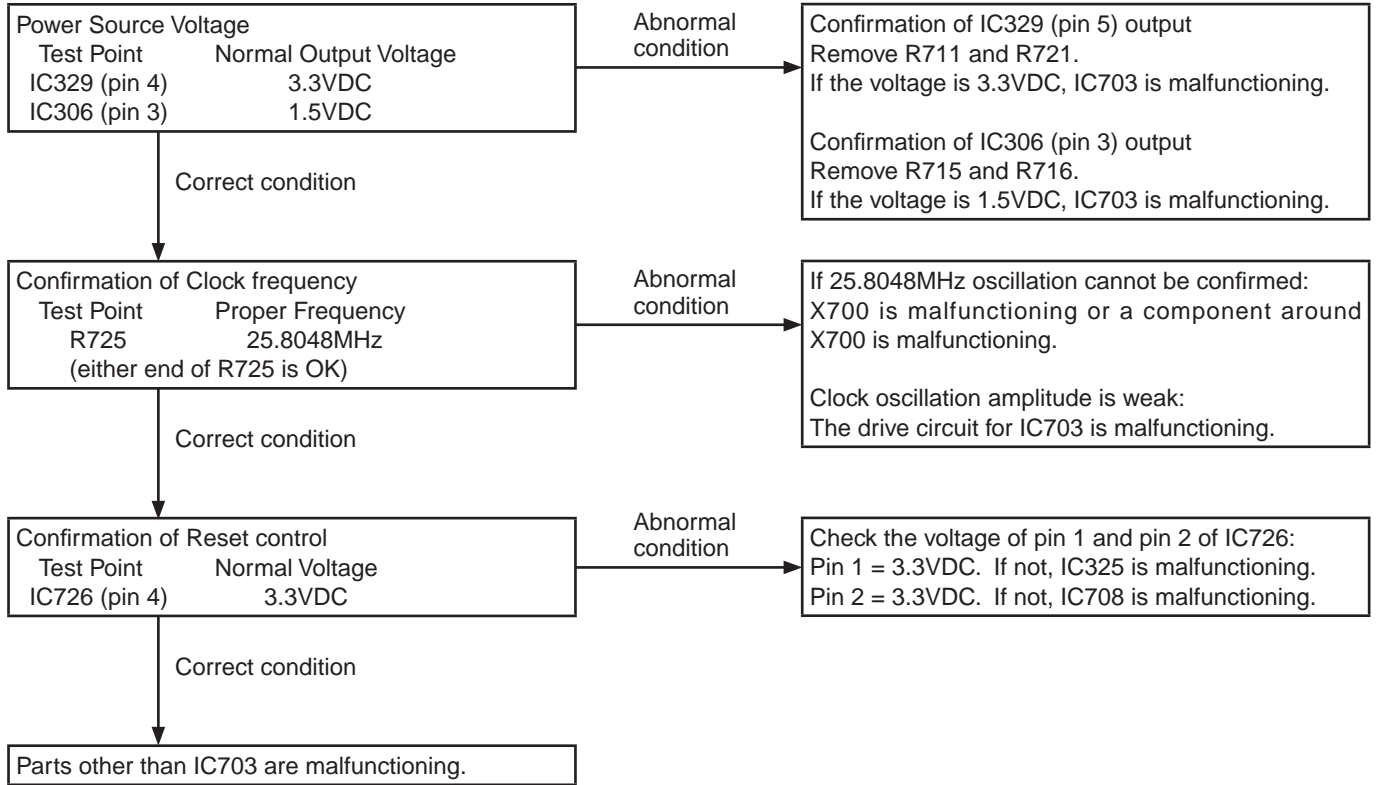 Power Source Voltage
Test Point Normal Output Voltage
IC329 (pin 4) 3.3VDC
IC306 (pin 3) 1.5VDC
Abnormal
condition
Confirmation of IC329 (pin 5) output
Remove R711 and R721.
If the voltage is 3.3VDC, IC703 is malfunctioning.
Confirmation of IC306 (pin 3) output
Remove R715 and R716.
If the voltage is 1.5VDC, IC703 is malfunctioning.
Correct condition
Confirmation of Clock frequency
Test Point Proper Frequency
R725 25.8048MHz
(either end of R725 is OK)
Abnormal
condition
If 25.8048MHz oscillation cannot be confirmed:
X700 is malfunctioning or a component around
X700 is malfunctioning.
Clock oscillation amplitude is weak:
The drive circuit for IC703 is malfunctioning.
Correct condition
Confirmation of Reset control
Test Point Normal Voltage
IC726 (pin 4) 3.3VDC
Abnormal
condition
Check the voltage of pin 1 and pin 2 of IC726:
Pin 1 = 3.3VDC. If not, IC325 is malfunctioning.
Pin 2 = 3.3VDC. If not, IC708 is malfunctioning.
Correct condition
Parts other than IC703 are malfunctioning.